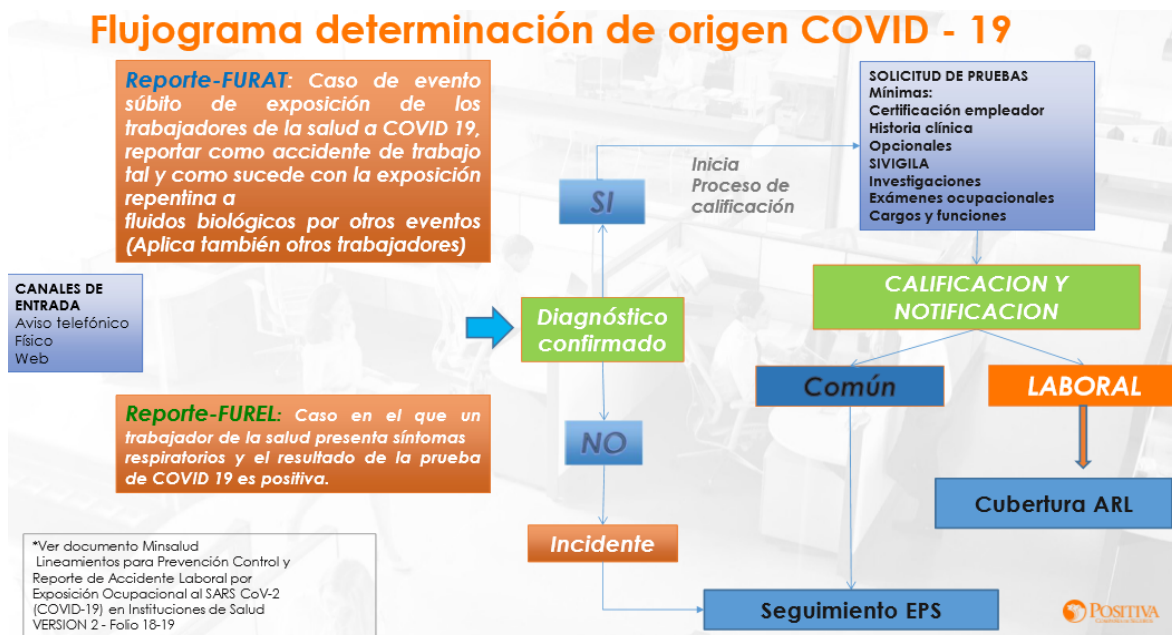 Flujograma determinación de origen COVID - 19
Reporte-FURAT: Caso de evento
súbito de exposición de los
trabajadores de la salud a COVID 19,
reportar como accidente de trabajo
tal y como sucede con la exposición
repentina a
fluidos biológicos por otros eventos
(Aplica también otros trabajadores)
SOLICITUD DE PRUEBAS
Mínimas:
Certificación empleador
Historia clínica
Opcionales
SIVIGILA
Investigaciones
Exámenes ocupacionales
Cargos y funciones
Inicia
Proceso de
calificación
SI
CANALES DE
ENTRADA
Aviso telefónico
Físico
Web
Diagnóstico
confirmado
CALIFICACION Y
NOTIFICACION
Común
LABORAL
Reporte-FUREL: Caso en el que un
trabajador de la salud presenta síntomas
respiratorios y el resultado de la prueba
de COVID 19 es positiva.
NO
Cubertura ARL
Incidente
*Ver documento Minsalud
Lineamientos para Prevención Control y
Reporte de Accidente Laboral por
Exposición Ocupacional al SARS CoV-2
(COVID-19) en Instituciones de Salud
VERSION 2 - Folio 18-19
Seguimiento EPS
POSITIVA